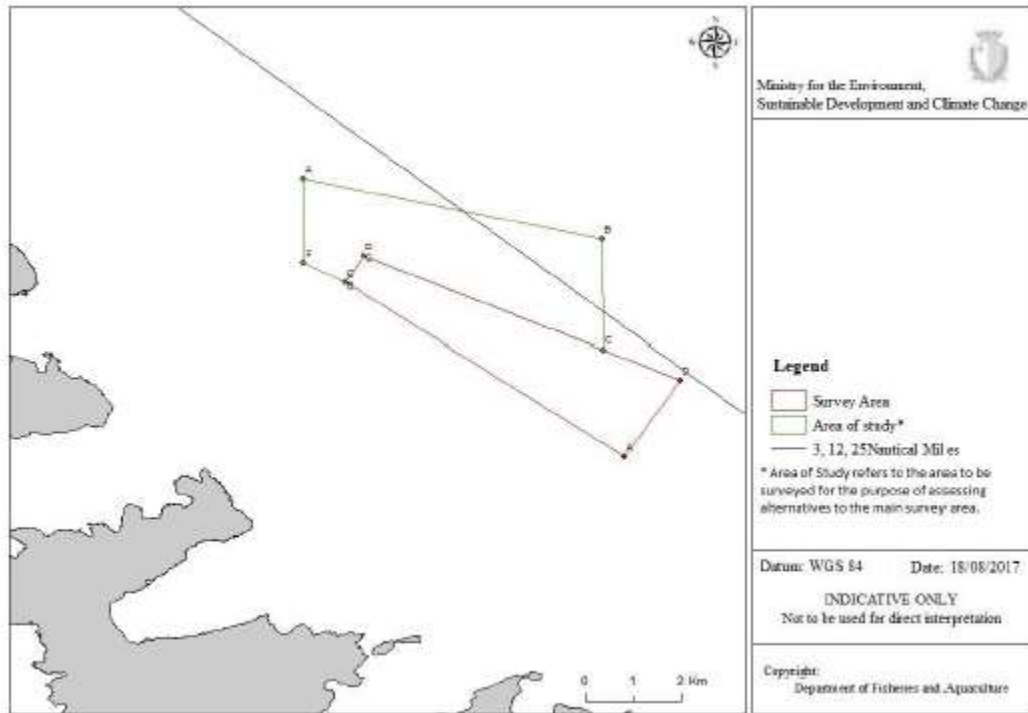 A
B
F
D
C
Ministry for the Environment,
Sustainable Development and Climate Change
Legend
Survey Area
Area of study*
3, 12, 25Nautical Miles
* Area of Study refers to the area to be
surveyed for the purpose of assessing
alternatives to the main survey area.
Datum: WGS 84 Date: 18/08/2017
INDICATIVE ONLY
Not to be used for direct interpretation
Copyright:
Department of Fisheries and Aquaculture
0 1 2 Km